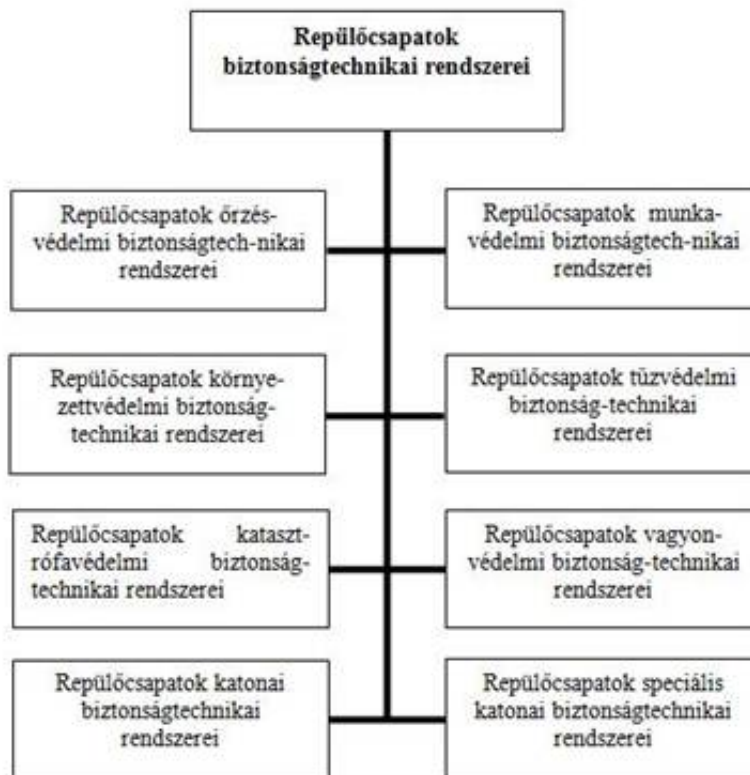 Repülőcsapatok
biztonságtechnikai rendszerei
Repülőcsapatok őrzés-
védelmi biztonságtech-nikai
rendszerei
Repülőcsapatok munka-
védelmi biztonságtech-nikai
rendszerei
Repülőcsapatok környe-
zettvédelmi biztonság-
technikai rendszerei
Repülőcsapatok tűzvédelmi
biztonság-technikai
rendszerei
Repülőcsapatok kataszt-
rófavédelmi biztonság-
technikai rendszerei
Repülőcsapatok vagyon-
védelmi biztonság-technikai
rendszerei
Repülőcsapatok katonai
biztonságtechnikai
rendszerei
Repülőcsapatok speciális
katonai biztonságtechnikai
rendszerei